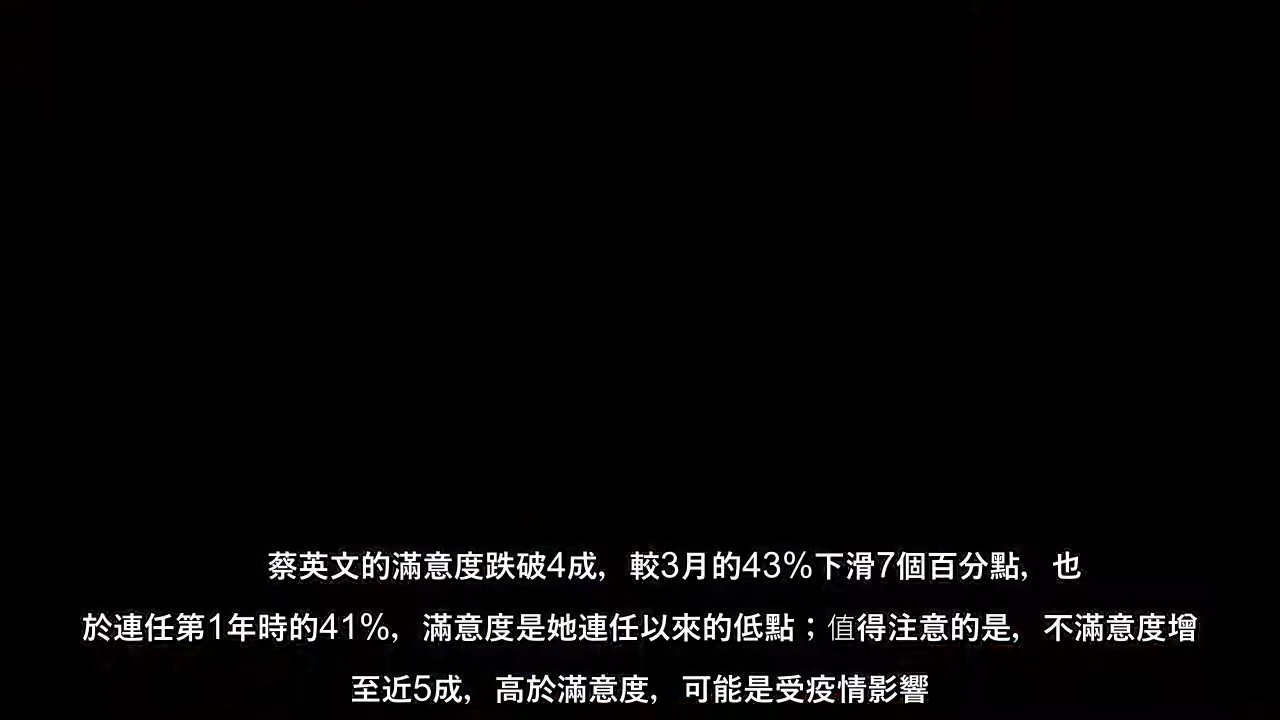 蔡英文的滿意度跌破4成，較3月的43%下滑7個百分點，也
於連任第1年時的41%，滿意度是她連任以來的低點；值得注意的是，不滿意度增
至近5成，高於滿意度，可能是受疫情影響